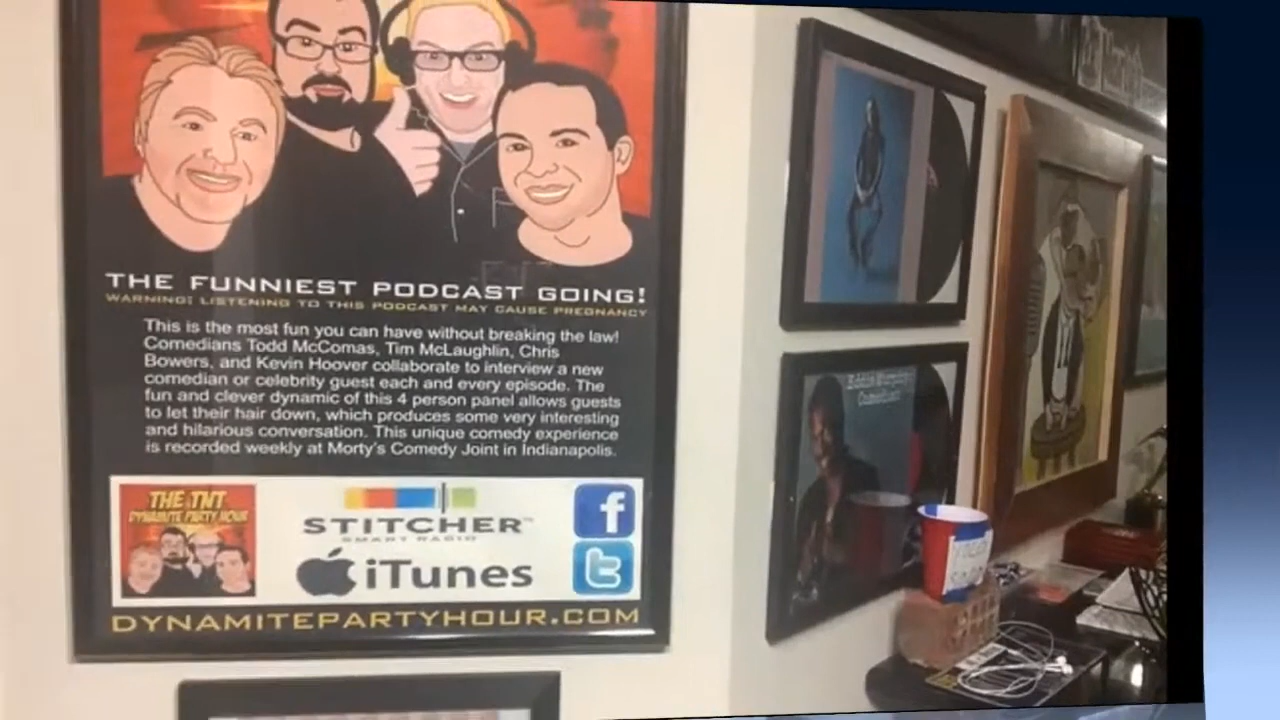 THE FUNNIEST PODCAST GOING!
WARNING: LISTENING TO THIS PODCAST MAY CAUSE PREGNANCY
This is the most fun you can have without breaking the law!
Comedians Todd McComas, Tim McLaughlin, Chris
Bowers, and Kevin Hoover collaborate to interview a new
comedian or celebrity guest each and every episode. The
fun and clever dynamic of this 4 person panel allows guests
to let their hair down, which produces some very interesting
and hilarious conversation. This unique comedy experience
is recorded weekly at Morty's Comedy Joint in Indianapolis.
THE TNT
DYNAMITE PARTY HOUR
STITCHER™
SMART RADIO
iTunes
f
t
DYNAMITEPARTYHOUR.COM
Eddie Murphy
Comedian